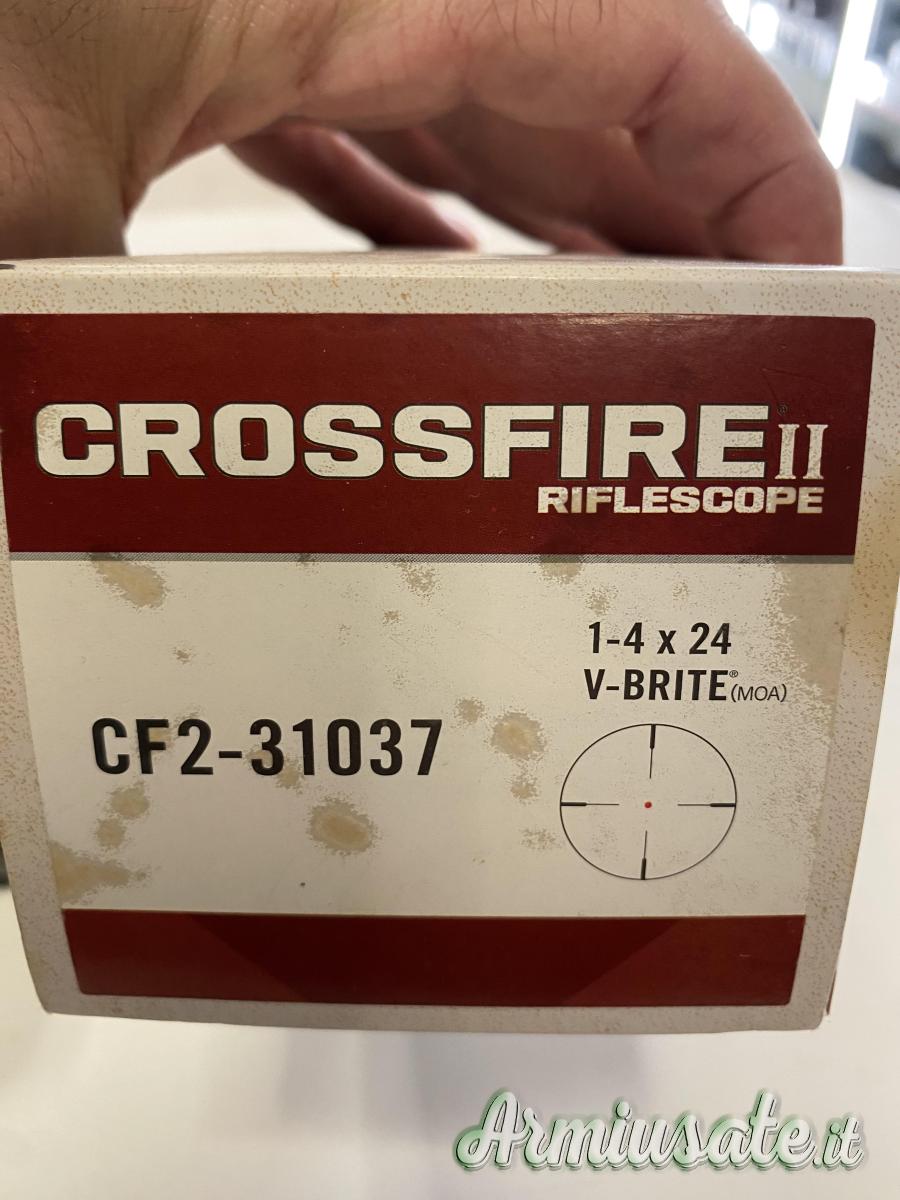 CROSSFIRE® II
RIFLESCOPE
1-4 x 24
V-BRITE® (MOA)
CF2-31037
Armiusate.it